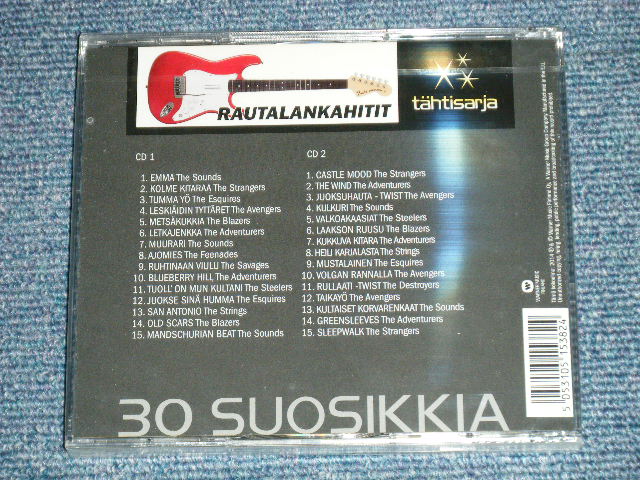 RAUTALANKAHITIT
tähtisarja
CD 1
1. EMMA The Sounds
2. KOLME KITARAA The Strangers
3. TUMMA YÖ The Esquires
4. LESKIÄIDIN TYTTÄRET The Avengers
5. METSÄKUKKIA The Blazers
6. LETKAJENKKA The Adventurers
7. MUURARI The Sounds
8. AJOMIES The Feenades
9. RUHTINAAN VIULU The Savages
10. BLUEBERRY HILL The Adventurers
11. TUOLL' ON MUN KULTANI The Steelers
12. JUOKSE SINÄ HUMMA The Esquires
13. SAN ANTONIO The Strings
14. OLD SCARS The Blazers
15. MANDSCHURIAN BEAT The Sounds
CD 2
1. CASTLE MOOD The Strangers
2. THE WIND The Adventurers
3. JUOKSUHAUTA - TWIST The Avengers
4. KULKURI The Sounds
5. VALKOAKAASIAT The Steelers
6. LAAKSON RUUSU The Blazers
7. KUKKUVA KITARA The Adventurers
8. HEILI KARJALASTA The Strings
9. MUSTALAINEN The Esquires
10. VOLGAN RANNALLA The Avengers
11. RULLAATI -TWIST The Destroyers
12. TAIKAYÖ The Avengers
13. KULTAISET KORVARENKAAT The Sounds
14. GREENSLEEVES The Adventurers
15. SLEEPWALK The Strangers
5 053105 153824
30 SUOSIKKIA